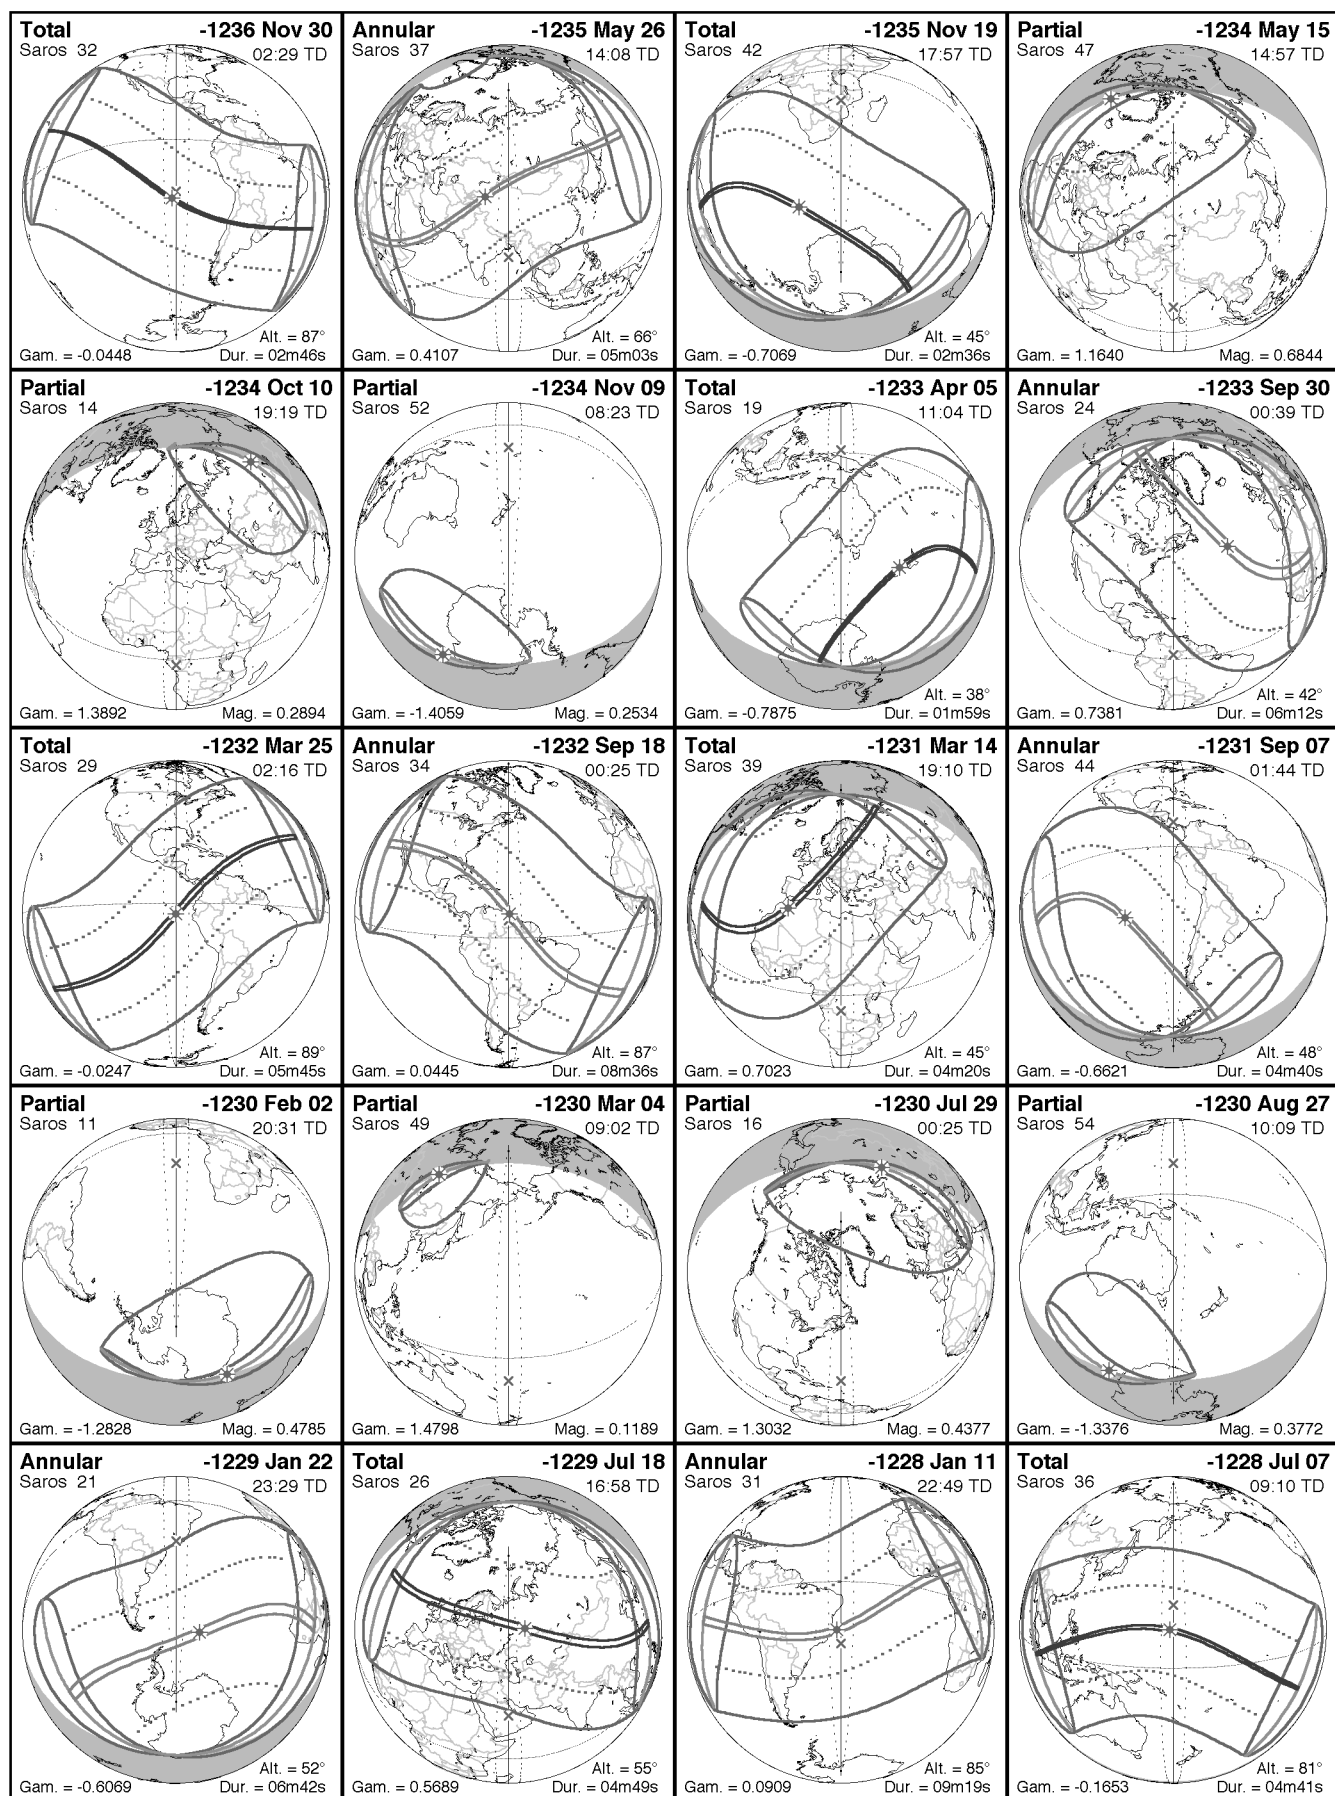 Total -1236 Nov 30
Saros 32 02:29 TD
Alt. = 87°
Gam. = -0.0448 Dur. = 02m46s
Annular -1235 May 26
Saros 37 14:08 TD
Alt. = 66°
Gam. = 0.4107 Dur. = 05m03s
Total -1235 Nov 19
Saros 42 17:57 TD
Alt. = 45°
Gam. = -0.7069 Dur. = 02m36s
Partial -1234 May 15
Saros 47 14:57 TD
Gam. = 1.1640 Mag. = 0.6844
Partial -1234 Oct 10
Saros 14 19:19 TD
Gam. = 1.3892 Mag. = 0.2894
Partial -1234 Nov 09
Saros 52 08:23 TD
Gam. = -1.4059 Mag. = 0.2534
Total -1233 Apr 05
Saros 19 11:04 TD
Alt. = 38°
Gam. = -0.7875 Dur. = 01m59s
Annular -1233 Sep 30
Saros 24 00:39 TD
Alt. = 42°
Gam. = 0.7381 Dur. = 06m12s
Total -1232 Mar 25
Saros 29 02:16 TD
Alt. = 89°
Gam. = -0.0247 Dur. = 05m45s
Annular -1232 Sep 18
Saros 34 00:25 TD
Alt. = 87°
Gam. = 0.0445 Dur. = 08m36s
Total -1231 Mar 14
Saros 39 19:10 TD
Alt. = 45°
Gam. = 0.7023 Dur. = 04m20s
Annular -1231 Sep 07
Saros 44 01:44 TD
Alt. = 48°
Gam. = -0.6621 Dur. = 04m40s
Partial -1230 Feb 02
Saros 11 20:31 TD
Gam. = -1.2828 Mag. = 0.4785
Partial -1230 Mar 04
Saros 49 09:02 TD
Gam. = 1.4798 Mag. = 0.1189
Partial -1230 Jul 29
Saros 16 00:25 TD
Gam. = 1.3032 Mag. = 0.4377
Partial -1230 Aug 27
Saros 54 10:09 TD
Gam. = -1.3376 Mag. = 0.3772
Annular -1229 Jan 22
Saros 21 23:29 TD
Alt. = 52°
Gam. = -0.6069 Dur. = 06m42s
Total -1229 Jul 18
Saros 26 16:58 TD
Alt. = 55°
Gam. = 0.5689 Dur. = 04m49s
Annular -1228 Jan 11
Saros 31 22:49 TD
Alt. = 85°
Gam. = 0.0909 Dur. = 09m19s
Total -1228 Jul 07
Saros 36 09:10 TD
Alt. = 81°
Gam. = -0.1653 Dur. = 04m41s